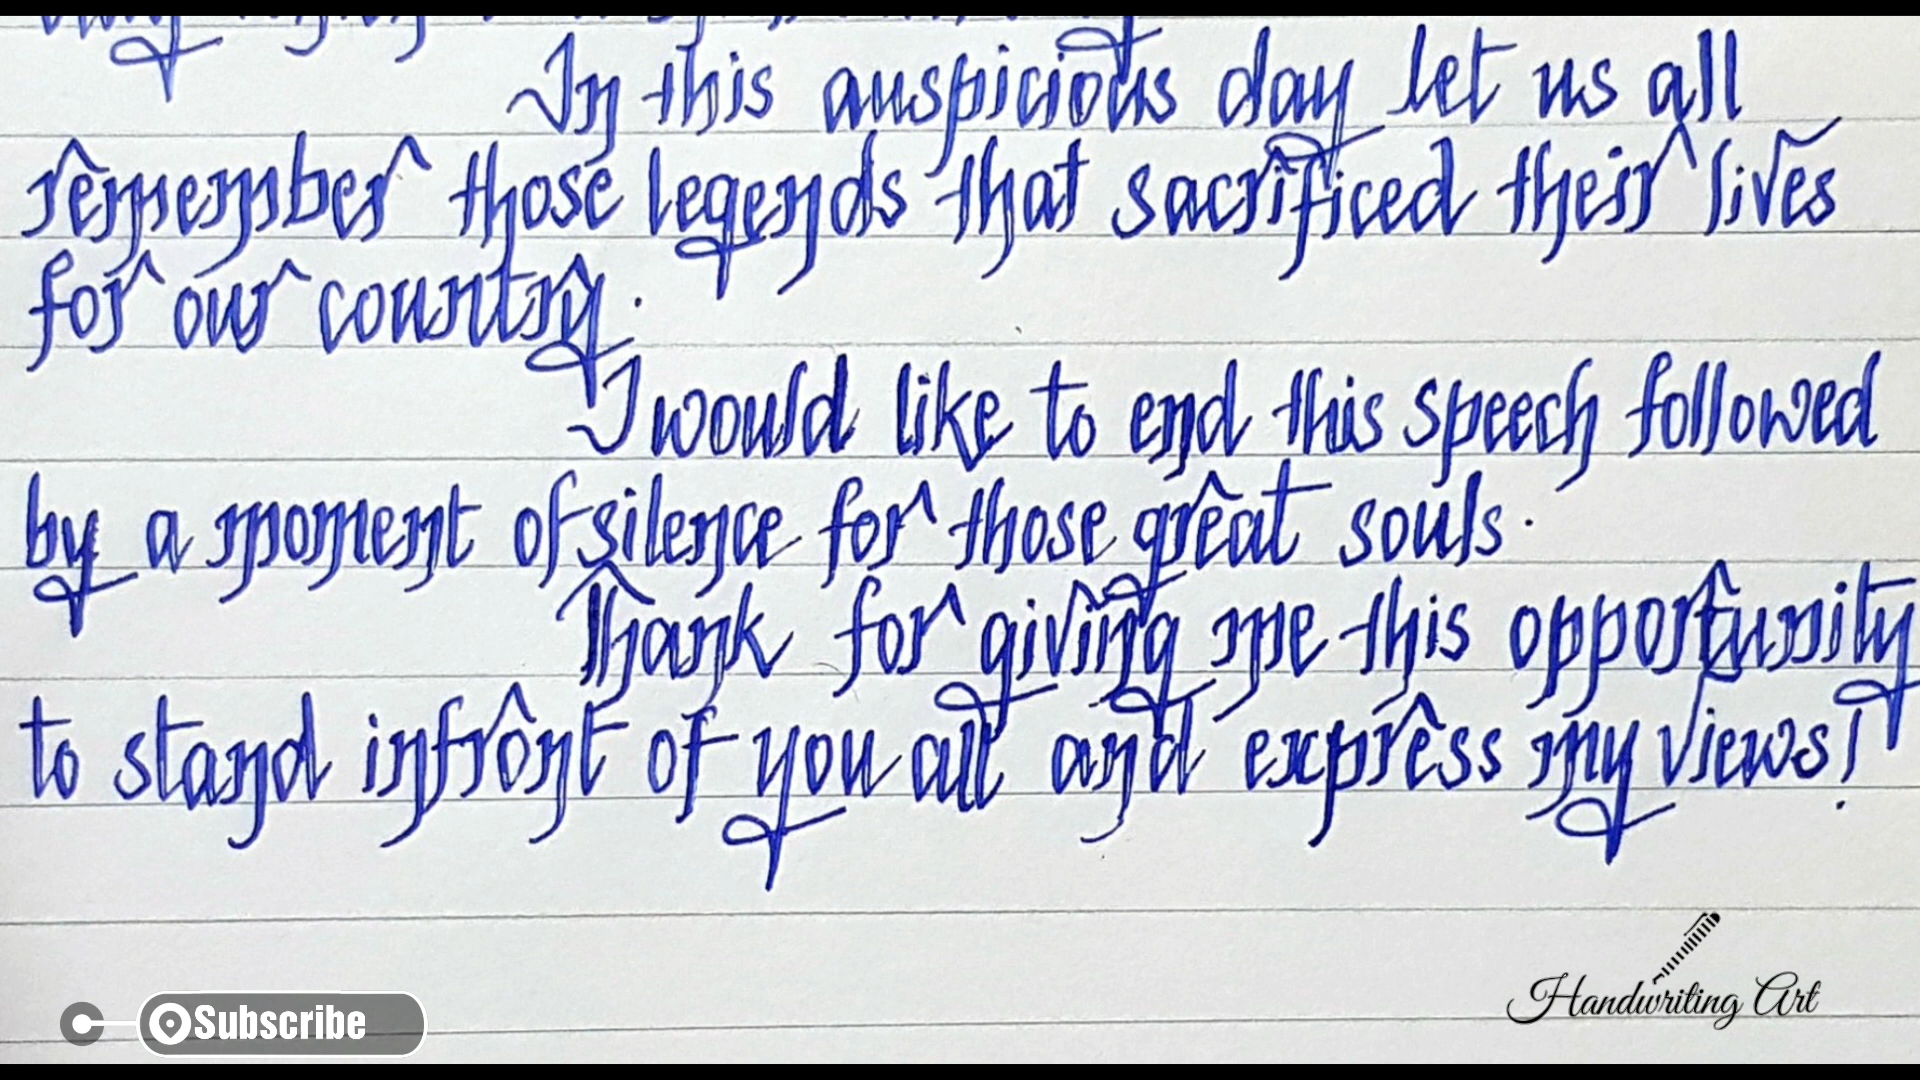 In this auspicious day let us all
remember those legends that sacrificed their lives
for our country.
I would like to end this speech followed
by a moment of silence for those great souls.
Thank for giving me this opportunity
to stand infront of you all and express my views!
Subscribe
Handwriting Art